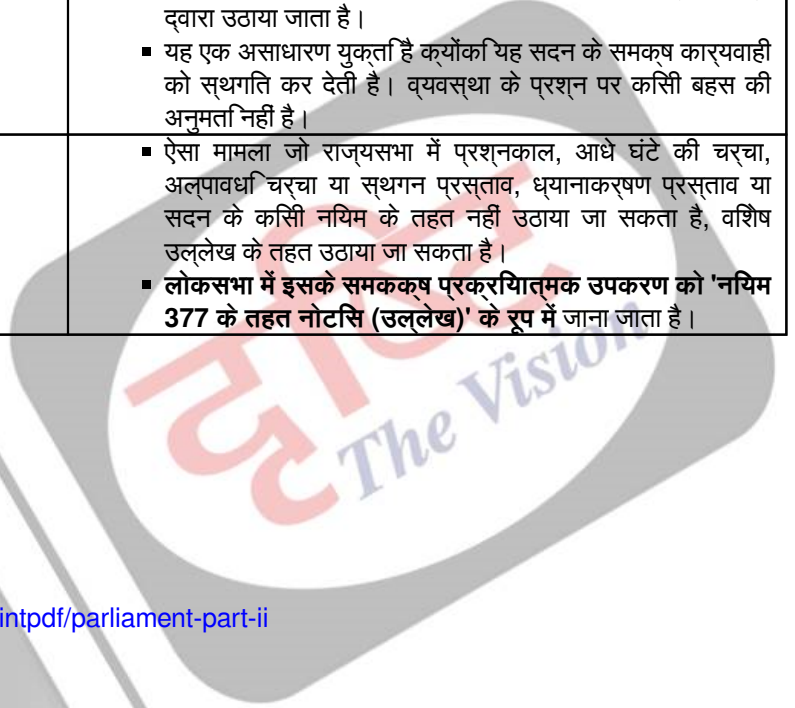 द्वारा उठाया जाता है।
▪ यह एक असाधारण युक्ति है क्योंकि यह सदन के समक्ष कार्यवाही
को स्थगित कर देती है। व्यवस्था के प्रश्न पर किसी बहस की
अनुमति नहीं है।
▪ ऐसा मामला जो राज्यसभा में प्रश्नकाल, आधे घंटे की चर्चा,
अल्पावधि चर्चा या स्थगन प्रस्ताव, ध्यानाकर्षण प्रस्ताव या
सदन के किसी नियम के तहत नहीं उठाया जा सकता है, विशेष
उल्लेख के तहत उठाया जा सकता है।
▪ लोकसभा में इसके समकक्ष प्रक्रियात्मक उपकरण को 'नियम
377 के तहत नोटिस (उल्लेख)' के रूप में जाना जाता है।
दृष्टि
The Vision
intpdf/parliament-part-ii